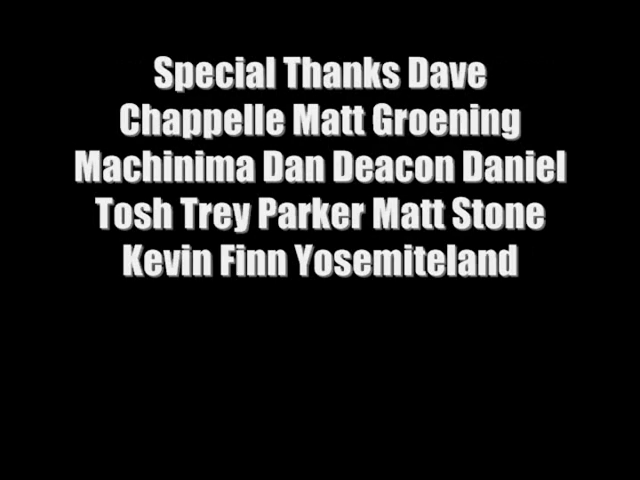 Special Thanks Dave
Chappelle Matt Groening
Machinima Dan Deacon Daniel
Tosh Trey Parker Matt Stone
Kevin Finn Yosemiteland